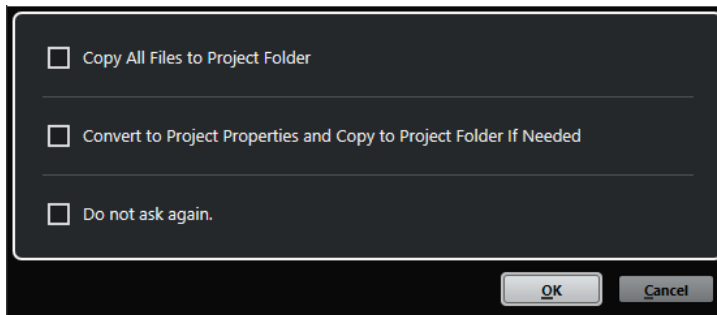 Copy All Files to Project Folder
Convert to Project Properties and Copy to Project Folder If Needed
Do not ask again.
OK
Cancel